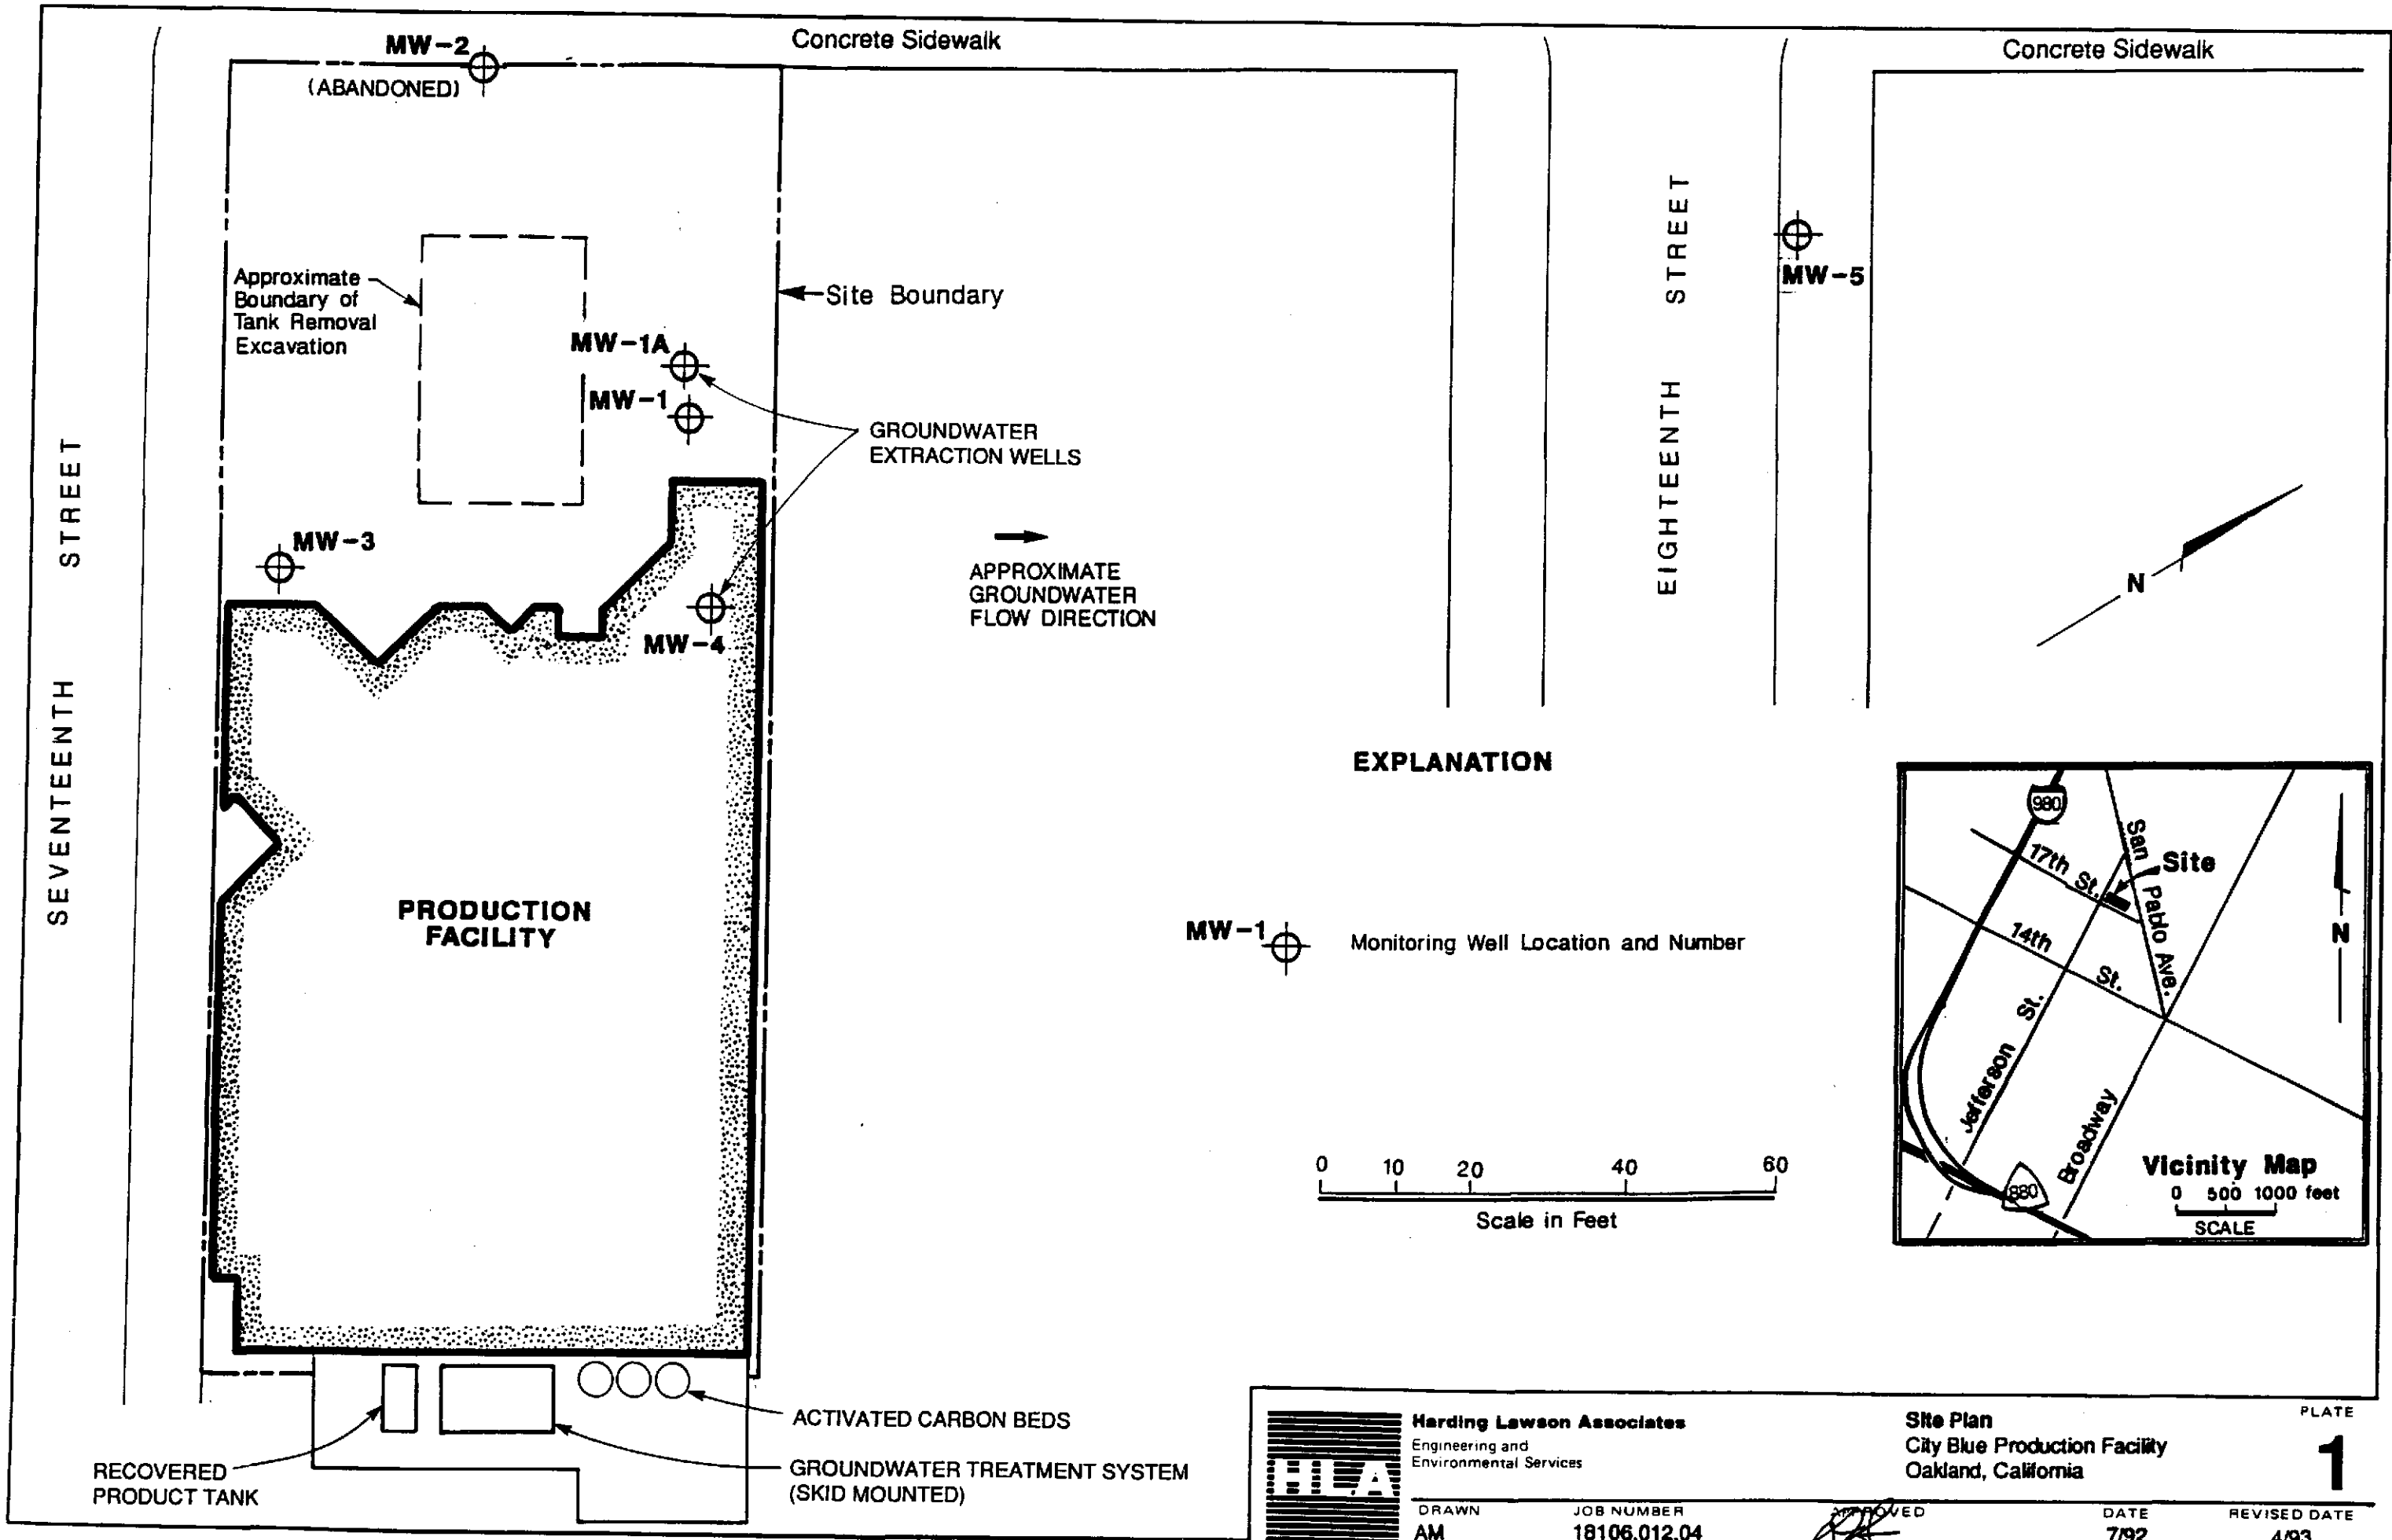 MW-2
(ABANDONED)
Concrete Sidewalk
Concrete Sidewalk
Approximate
Boundary of
Tank Removal
Excavation
Site Boundary
MW-1A
MW-1
GROUNDWATER
EXTRACTION WELLS
MW-5
SEVENTEENTH STREET
EIGHTEENTH STREET
MW-3
MW-4
APPROXIMATE
GROUNDWATER
FLOW DIRECTION
N
PRODUCTION
FACILITY
EXPLANATION
MW-1
Monitoring Well Location and Number
0 10 20 40 60
Scale in Feet
980
San Pablo Ave.
17th St.
Site
14th St.
N
Jefferson St.
Broadway
880
Vicinity Map
0 500 1000 feet
SCALE
ACTIVATED CARBON BEDS
RECOVERED
PRODUCT TANK
GROUNDWATER TREATMENT SYSTEM
(SKID MOUNTED)
HLA
Harding Lawson Associates
Engineering and
Environmental Services
Site Plan
City Blue Production Facility
Oakland, California
PLATE
1
DRAWN
AM
JOB NUMBER
18106,012.04
APPROVED
DATE
7/92
REVISED DATE
4/93